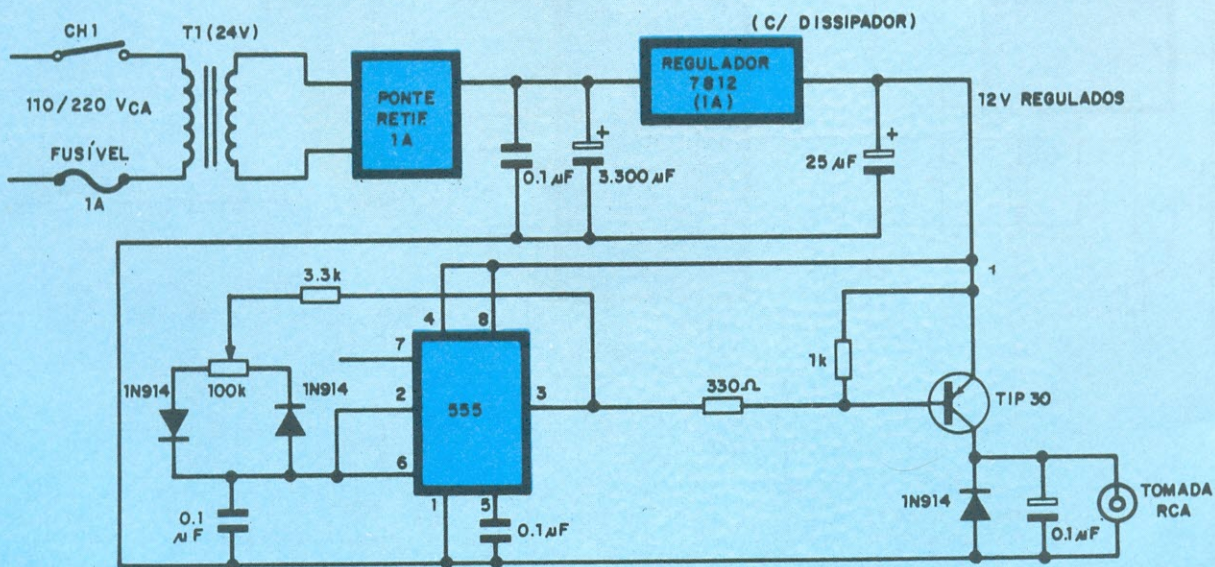 CH1
T1 (24V)
110/220 VCA
FUSÍVEL
1A
PONTE
RETIF.
1A
0.1µF
+
3.300µF
(C/ DISSIPADOR)
REGULADOR
7812
(1A)
+
25µF
12V REGULADOS
3.3k
4
8
1
7
1N914
100k
1N914
2
555
3
6
1
5
0.1
µF
0.1µF
330Ω
1k
TIP 30
1N914
0.1µF
TOMADA
RCA